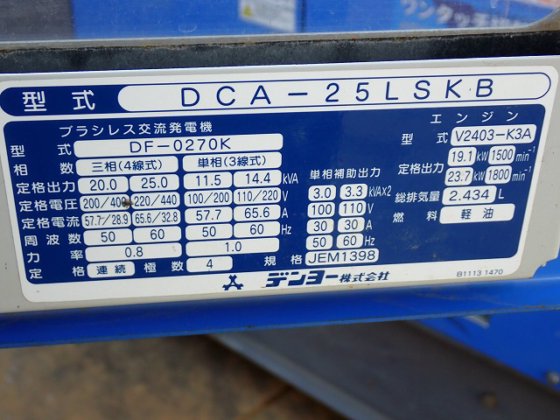 ワンタッチ
型式 DCA-25LSKB
ブラシレス交流発電機
型式 DF-0270K
相数 三相(4線式) 単相(3線式)
定格出力 20.0 25.0 11.5 14.4 kVA
定格電圧 200/400 220/440 100/200 110/220 V
定格電流 57.7/28.9 65.6/32.8 57.7 65.6 A
周波数 50 60 50 60 Hz
力率 0.8 1.0
定格 連続 極数 4 規格 JEM1398
単相補助出力
3.0 3.3 kVA×2
100 110 V
30 30 A
50 60 Hz
エンジン
型式 V2403-K3A
定格出力 19.1 kW 1500 min⁻¹
23.7 kW 1800 min⁻¹
総排気量 2.434 L
燃料 軽油
デンヨー株式会社
B1113 1470